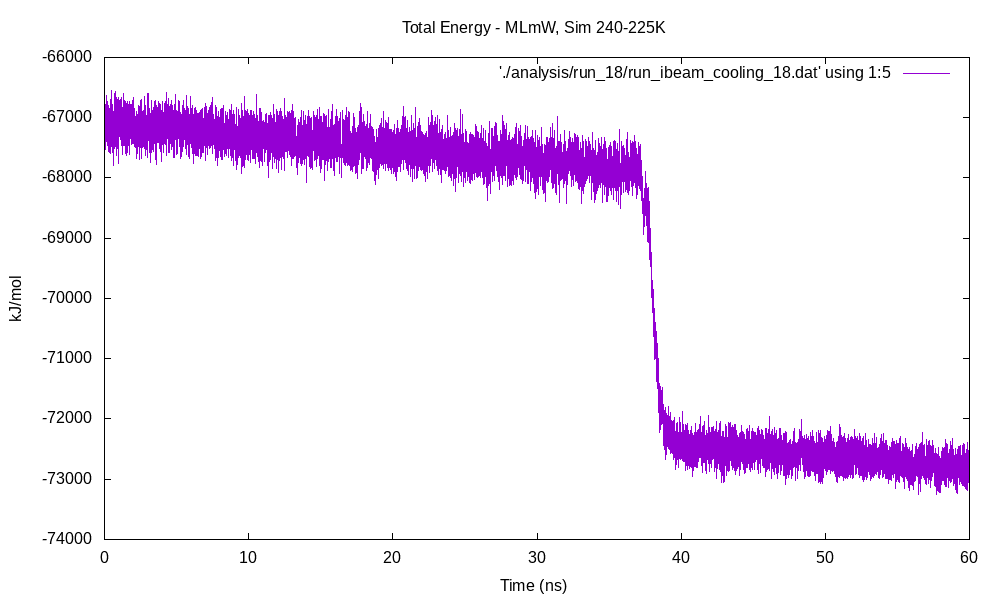 Total Energy - MLmW, Sim 240-225K
-66000
'./analysis/run_18/run_ibeam_cooling_18.dat' using 1:5
-67000
-68000
-69000
-70000
-71000
-72000
-73000
-74000
kJ/mol
0 10 20 30 40 50 60
Time (ns)